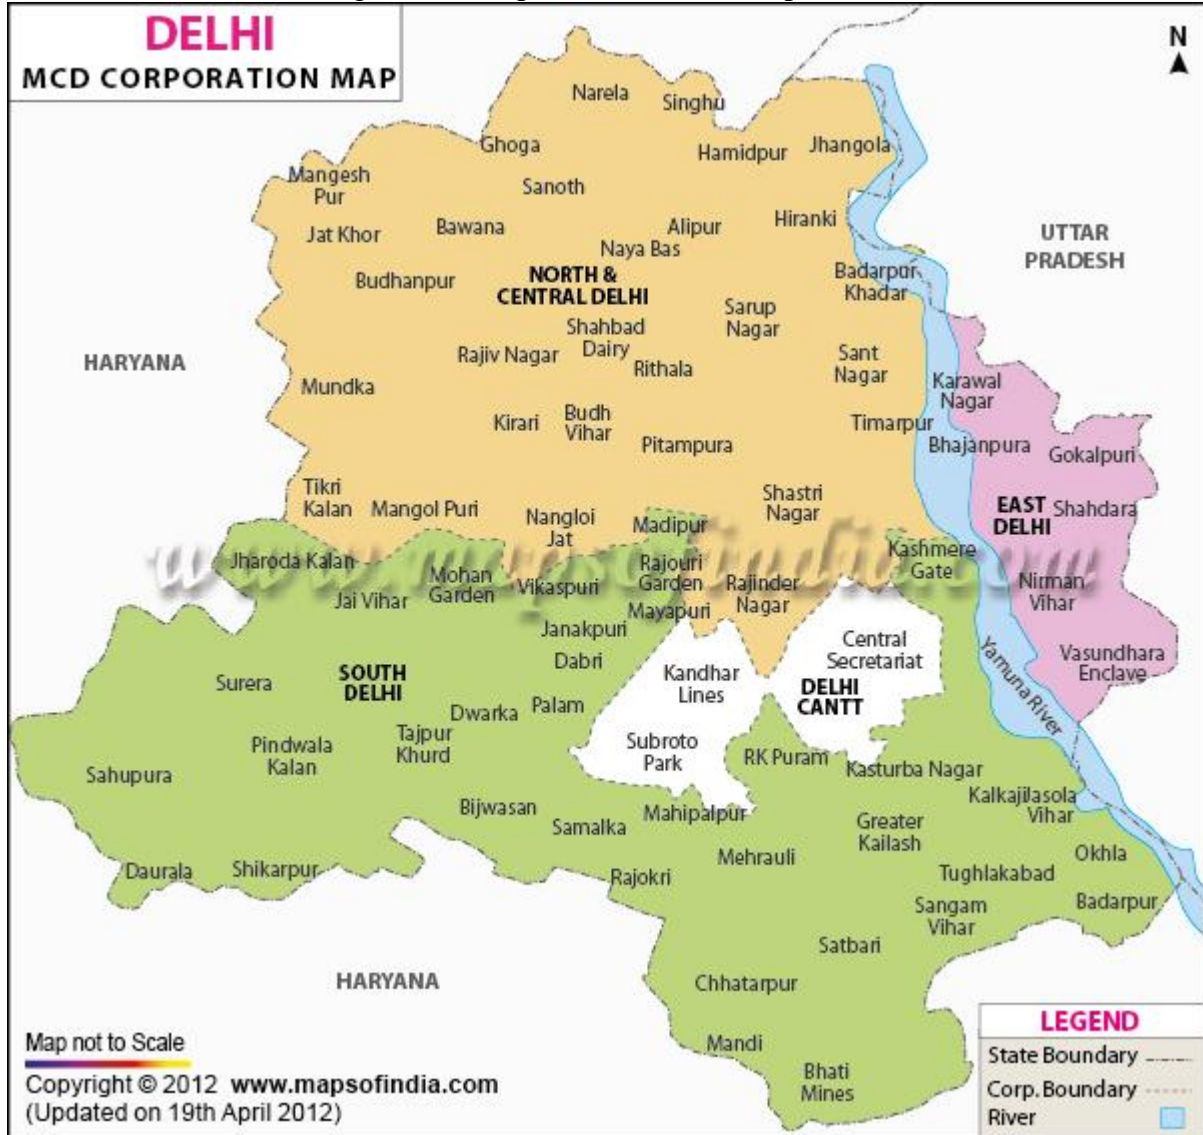 DELHI
MCD CORPORATION MAP
N
Narela
Singhu
Ghoga
Hamidpur
Jhangola
Mangesh
Pur
Sanoth
Jat Khor
Bawana
Alipur
Hiranki
Naya Bas
UTTAR
PRADESH
Budhanpur
NORTH &
CENTRAL DELHI
Badarpur
Khadar
Sarup
Nagar
Shahbad
Dairy
HARYANA
Rajiv Nagar
Rithala
Sant
Nagar
Mundka
Karawal
Nagar
Kirari
Budh
Vihar
Timarpur
Pitampura
Bhajanpura
Gokalpuri
Tikri
Kalan
Mangol Puri
Nangloi
Jat
Madipur
Shastri
Nagar
EAST
DELHI
Shahdara
www.mapsofindia.com
Jharoda Kalan
Mohan
Garden
Vikaspuri
Rajouri
Garden
Rajinder
Nagar
Kashmere
Gate
Nirman
Vihar
Jai Vihar
Mayapuri
Janakpuri
Dabri
Central
Secretariat
Vasundhara
Enclave
Surera
SOUTH
DELHI
Kandhar
Lines
DELHI
CANTT
Yamuna River
Dwarka
Palam
Tajpur
Khurd
Pindwala
Kalan
Subroto
Park
RK Puram
Kasturba Nagar
Sahupura
Kalkajilasola
Vihar
Bijwasan
Samalka
Mahipalpur
Greater
Kailash
Mehrauli
Okhla
Daurala
Shikarpur
Rajokri
Tughlakabad
Sangam
Vihar
Badarpur
Satbari
HARYANA
Chhatarpur
Mandi
Bhati
Mines
Map not to Scale
Copyright © 2012 www.mapsofindia.com
(Updated on 19th April 2012)
LEGEND
State Boundary
Corp. Boundary
River